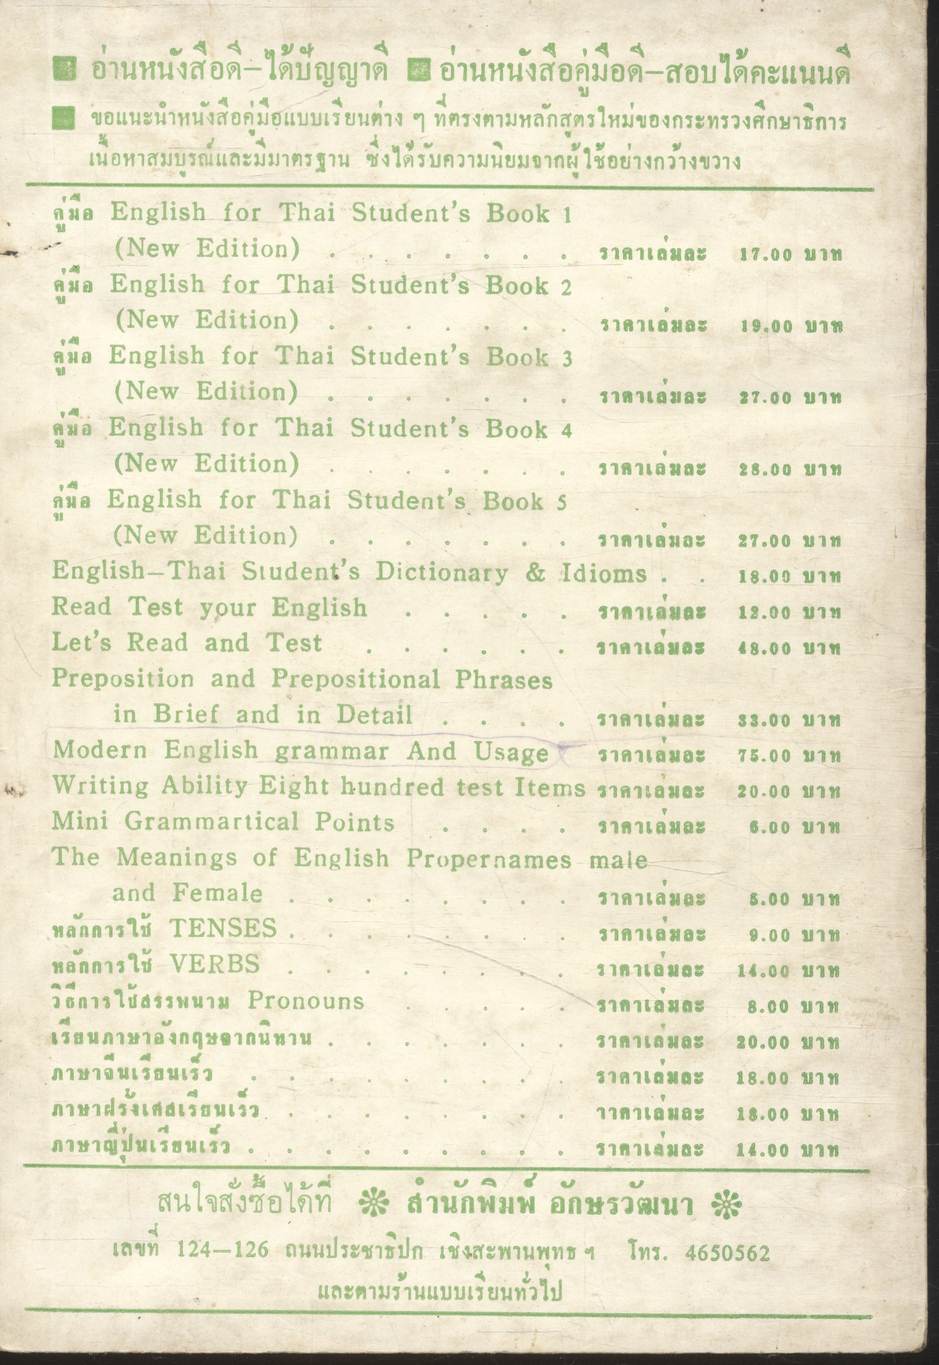 ■ อ่านหนังสือดี–ได้ปัญญาดี ■ อ่านหนังสือคู่มือดี–สอบได้คะแนนดี
■ ขอแนะนำหนังสือคู่มือแบบเรียนต่าง ๆ ที่ตรงตามหลักสูตรใหม่ของกระทรวงศึกษาธิการ
เนื้อหาสมบูรณ์และมีมาตรฐาน ซึ่งได้รับความนิยมจากผู้ใช้อย่างกว้างขวาง
คู่มือ English for Thai Student's Book 1
(New Edition) . . . . . . . ราคาเล่มละ 17.00 บาท
คู่มือ English for Thai Student's Book 2
(New Edition) . . . . . . . ราคาเล่มละ 19.00 บาท
คู่มือ English for Thai Student's Book 3
(New Edition) . . . . . . . ราคาเล่มละ 27.00 บาท
คู่มือ English for Thai Student's Book 4
(New Edition) . . . . . . . ราคาเล่มละ 28.00 บาท
คู่มือ English for Thai Student's Book 5
(New Edition) . . . . . . . ราคาเล่มละ 27.00 บาท
English–Thai Student's Dictionary & Idioms . . 18.00 บาท
Read Test your English . . . . . ราคาเล่มละ 12.00 บาท
Let's Read and Test . . . . . . ราคาเล่มละ 48.00 บาท
Preposition and Prepositional Phrases
in Brief and in Detail . . . . ราคาเล่มละ 33.00 บาท
Modern English grammar And Usage ราคาเล่มละ 75.00 บาท
Writing Ability Eight hundred test Items ราคาเล่มละ 20.00 บาท
Mini Grammartical Points . . . . ราคาเล่มละ 6.00 บาท
The Meanings of English Propernames male
and Female . . . . . . . . ราคาเล่มละ 5.00 บาท
หลักการใช้ TENSES . . . . . . . . ราคาเล่มละ 9.00 บาท
หลักการใช้ VERBS . . . . . . . . ราคาเล่มละ 14.00 บาท
วิธีการใช้สรรพนาม Pronouns . . . . . ราคาเล่มละ 8.00 บาท
เรียนภาษาอังกฤษจากนิทาน . . . . . . . ราคาเล่มละ 20.00 บาท
ภาษาจีนเรียนเร็ว . . . . . . . . . ราคาเล่มละ 18.00 บาท
ภาษาฝรั่งเศสเรียนเร็ว . . . . . . . . ราคาเล่มละ 18.00 บาท
ภาษาญี่ปุ่นเรียนเร็ว . . . . . . . . . ราคาเล่มละ 14.00 บาท
สนใจสั่งซื้อได้ที่ ❊ สำนักพิมพ์ อักษรวัฒนา ❊
เลขที่ 124–126 ถนนประชาธิปก เชิงสะพานพุทธฯ โทร. 4650562
และตามร้านแบบเรียนทั่วไป